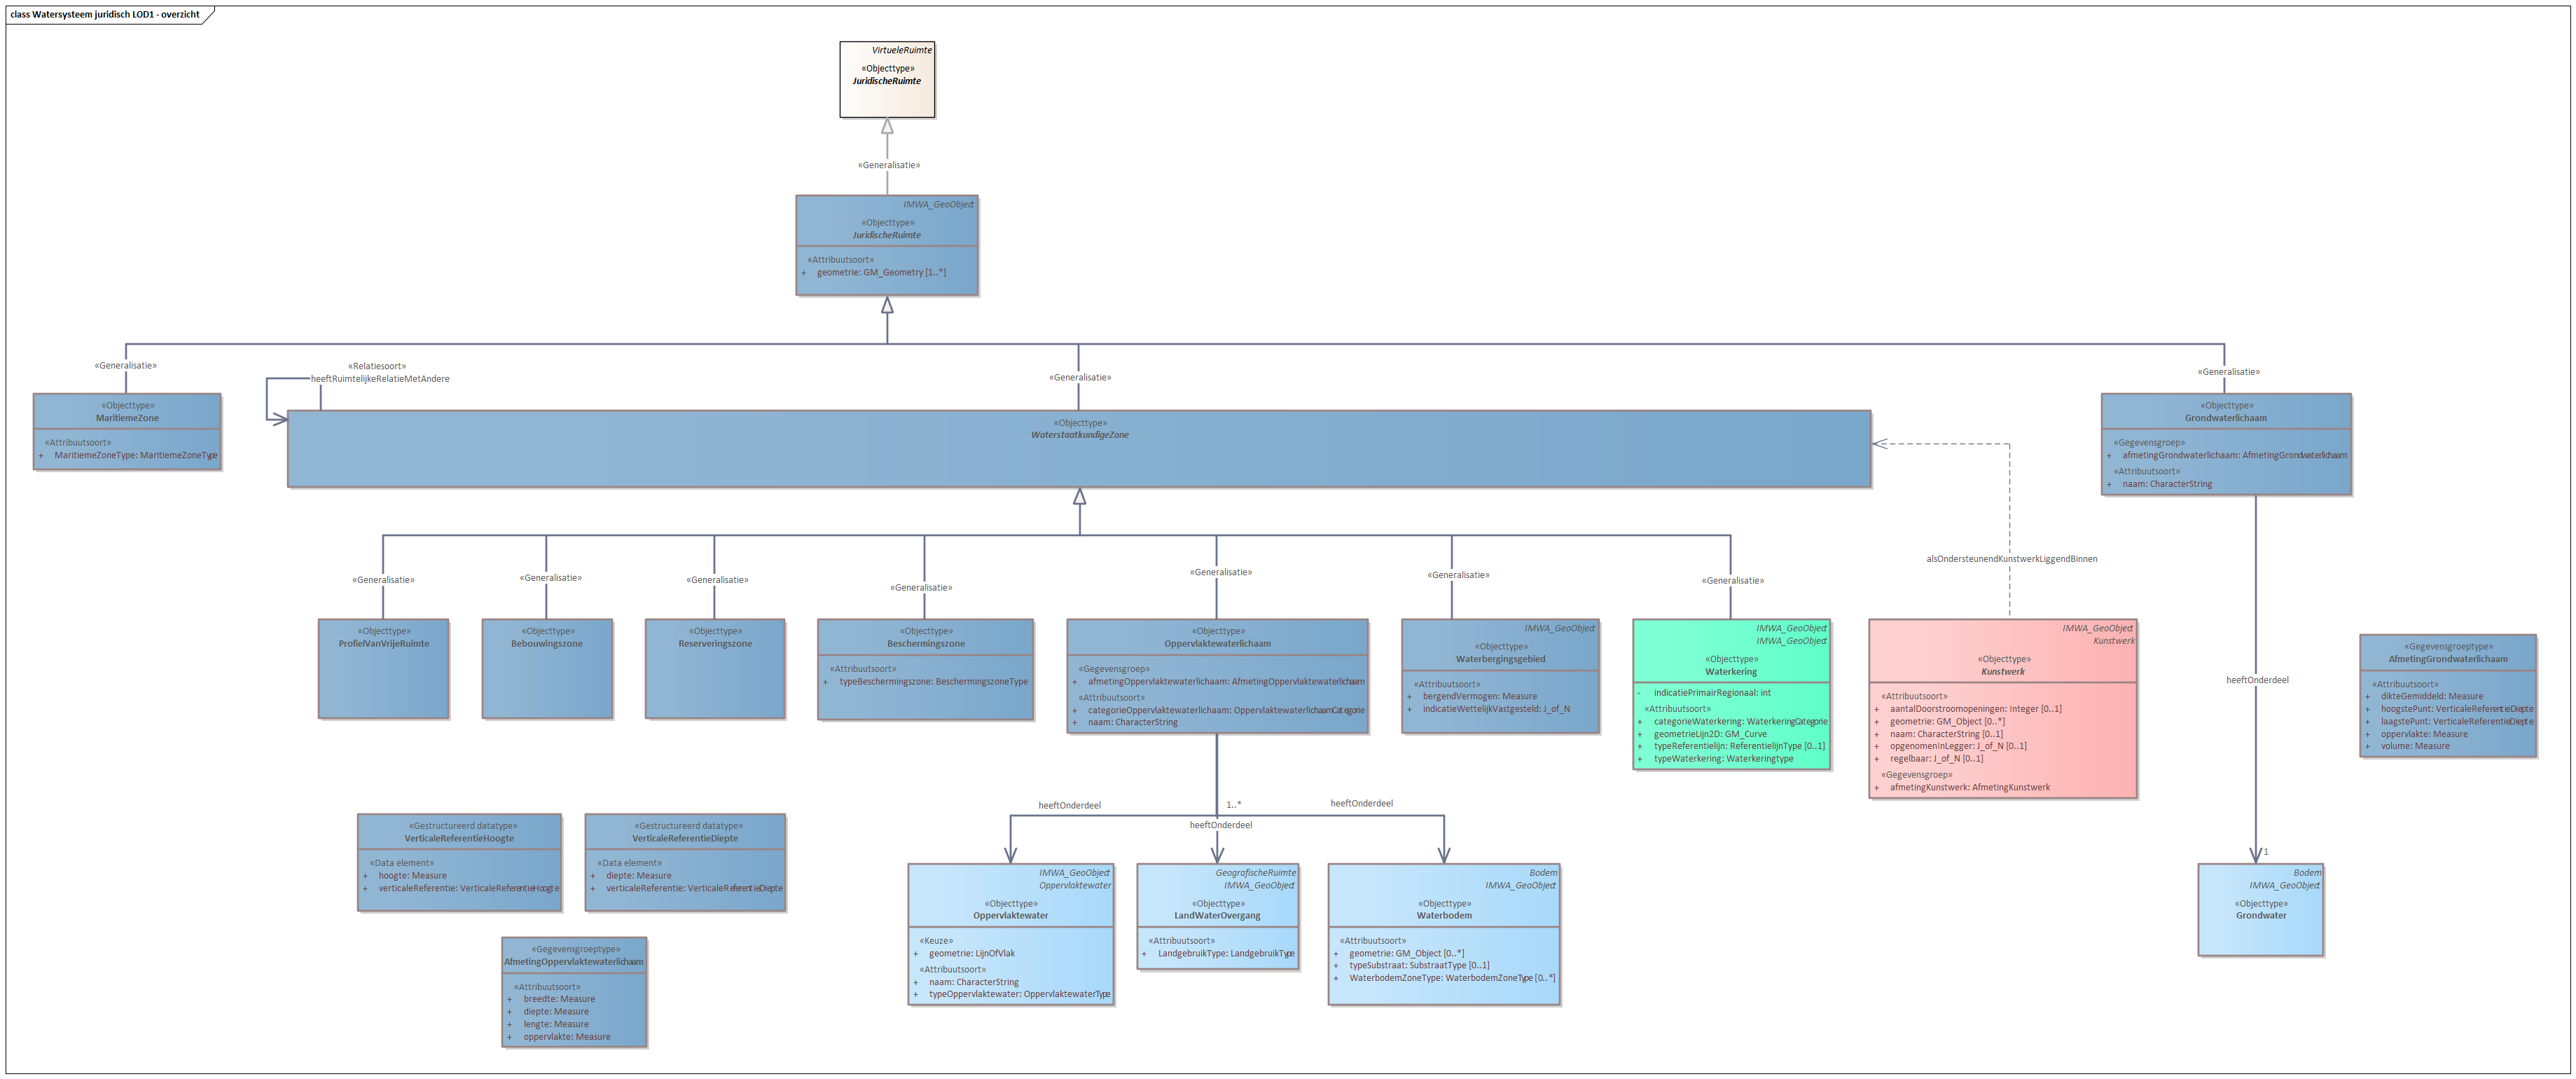 class Watersysteem juridisch LOD1 - overzicht
VirtueleRuimte
«Objecttype»
JuridischeRuimte
«Generalisatie»
IMWA_GeoObject
«Objecttype»
JuridischeRuimte
«Attribuutsoort»
+ geometrie: GM_Geometry [1..*]
«Generalisatie»
«Relatiesoort»
heeftRuimtelijkeRelatieMetAndere
«Generalisatie»
«Generalisatie»
«Objecttype»
MaritiemeZone
«Attribuutsoort»
+ MaritiemeZoneType: MaritiemeZoneType
«Objecttype»
WaterstaatkundigeZone
«Objecttype»
Grondwaterlichaam
«Gegevensgroep»
+ afmetingGrondwaterlichaam: AfmetingGrondwaterlichaam
«Attribuutsoort»
+ naam: CharacterString
«Generalisatie»
«Generalisatie»
«Generalisatie»
«Generalisatie»
«Generalisatie»
«Generalisatie»
«Generalisatie»
alsOndersteunendKunstwerkLiggendBinnen
«Objecttype»
ProfielVanVrijeRuimte
«Objecttype»
Bebouwingszone
«Objecttype»
Reserveringszone
«Objecttype»
Beschermingszone
«Attribuutsoort»
+ typeBeschermingszone: BeschermingszoneType
«Objecttype»
Oppervlaktewaterlichaam
«Gegevensgroep»
+ afmetingOppervlaktewaterlichaam: AfmetingOppervlaktewaterlichaam
«Attribuutsoort»
+ categorieOppervlaktewaterlichaam: OppervlaktewaterlichaamCategorie
+ naam: CharacterString
IMWA_GeoObject
«Objecttype»
Waterbergingsgebied
«Attribuutsoort»
+ bergendVermogen: Measure
+ indicatieWettelijkVastgesteld: J_of_N
IMWA_GeoObject
IMWA_GeoObject
«Objecttype»
Waterkering
- indicatiePrimairRegionaal: int
«Attribuutsoort»
+ categorieWaterkering: WaterkeringCategorie
+ geometrieLijn2D: GM_Curve
+ typeReferentielijn: ReferentielijnType [0..1]
+ typeWaterkering: Waterkeringtype
IMWA_GeoObject
Kunstwerk
«Objecttype»
Kunstwerk
«Attribuutsoort»
+ aantalDoorstroomopeningen: Integer [0..1]
+ geometrie: GM_Object [0..*]
+ naam: CharacterString [0..1]
+ opgenomenInLegger: J_of_N [0..1]
+ regelbaar: J_of_N [0..1]
«Gegevensgroep»
+ afmetingKunstwerk: AfmetingKunstwerk
heeftOnderdeel
1
«Gegevensgroeptype»
AfmetingGrondwaterlichaam
«Attribuutsoort»
+ dikteGemiddeld: Measure
+ hoogstePunt: VerticaleReferentieDiepte
+ laagstePunt: VerticaleReferentieDiepte
+ oppervlakte: Measure
+ volume: Measure
heeftOnderdeel
1..*
heeftOnderdeel
heeftOnderdeel
«Gestructureerd datatype»
VerticaleReferentieHoogte
«Data element»
+ hoogte: Measure
+ verticaleReferentie: VerticaleReferentieHoogte
«Gestructureerd datatype»
VerticaleReferentieDiepte
«Data element»
+ diepte: Measure
+ verticaleReferentie: VerticaleReferentieDiepte
IMWA_GeoObject
Oppervlaktewater
«Objecttype»
Oppervlaktewater
«Keuze»
+ geometrie: LijnOfVlak
«Attribuutsoort»
+ naam: CharacterString
+ typeOppervlaktewater: OppervlaktewaterType
GeografischeRuimte
IMWA_GeoObject
«Objecttype»
LandWaterOvergang
«Attribuutsoort»
+ LandgebruikType: LandgebruikType
Bodem
IMWA_GeoObject
«Objecttype»
Waterbodem
«Attribuutsoort»
+ geometrie: GM_Object [0..*]
+ typeSubstraat: SubstraatType [0..1]
+ WaterbodemZoneType: WaterbodemZoneType [0..*]
Bodem
IMWA_GeoObject
«Objecttype»
Grondwater
«Gegevensgroeptype»
AfmetingOppervlaktewaterlichaam
«Attribuutsoort»
+ breedte: Measure
+ diepte: Measure
+ lengte: Measure
+ oppervlakte: Measure